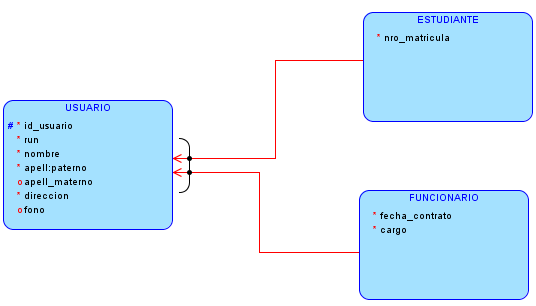 ESTUDIANTE
* nro_matricula
USUARIO
# * id_usuario
* run
* nombre
* apell:paterno
o apell_materno
* direccion
o fono
FUNCIONARIO
* fecha_contrato
* cargo